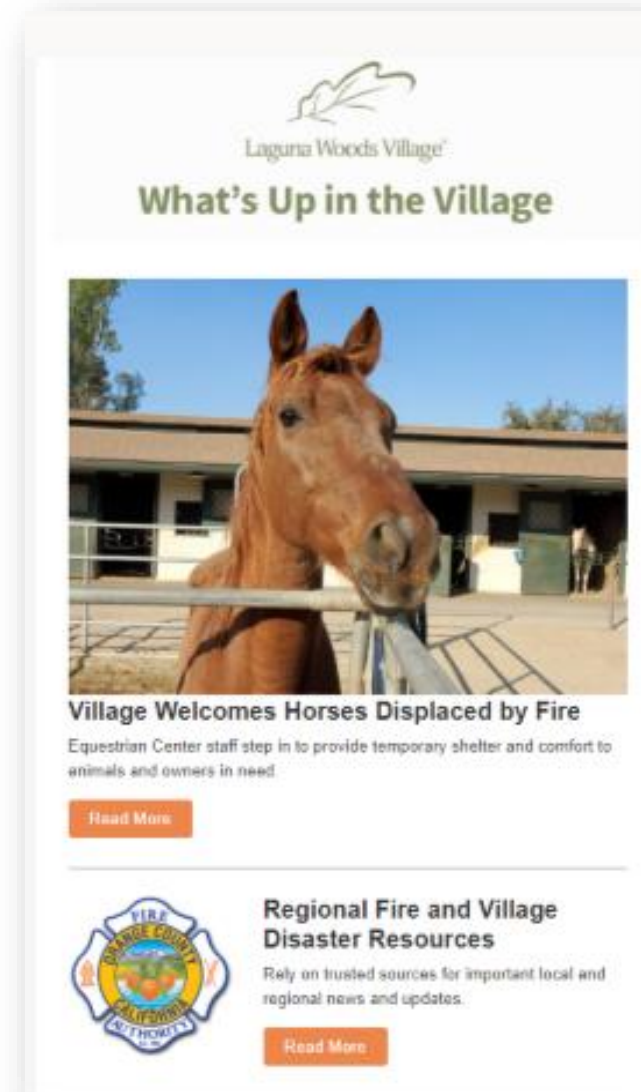 Laguna Woods Village®
What's Up in the Village
Village Welcomes Horses Displaced by Fire
Equestrian Center staff step in to provide temporary shelter and comfort to
animals and owners in need.
Read More
FIRE
ORANGE COUNTY
CALIFORNIA
AUTHORITY
Regional Fire and Village
Disaster Resources
Rely on trusted sources for important local and
regional news and updates.
Read More